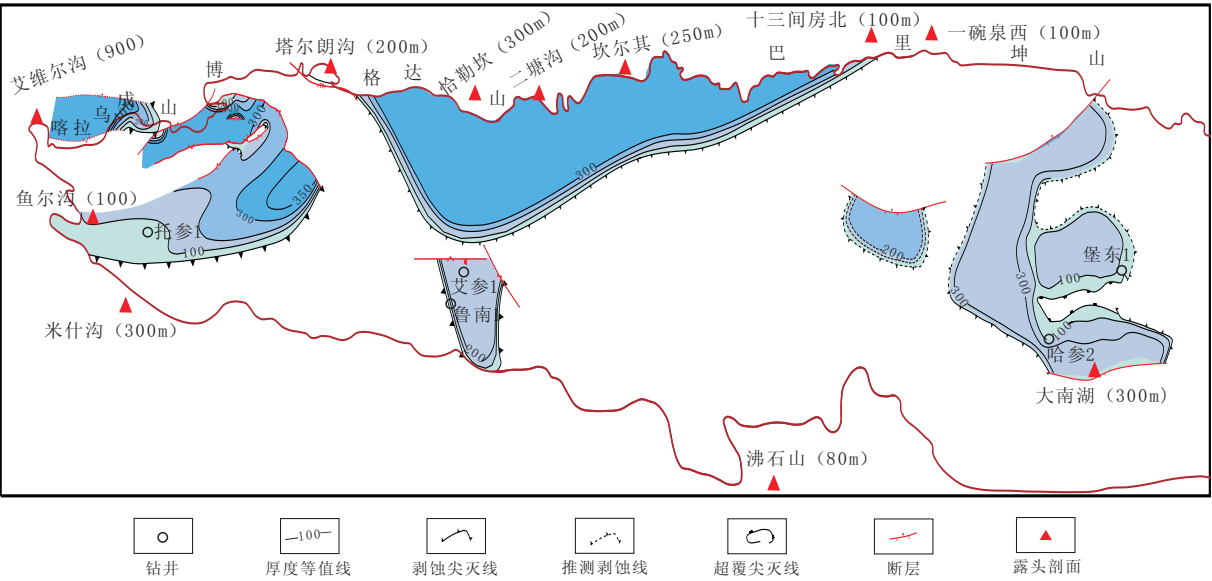 艾维尔沟(900)
塔尔朗沟(200m)
恰勒坎(300m)
二塘沟(200m)
坎尔其(250m)
十三间房北(100m)
一碗泉西(100m)
博
格
达
山
巴
里
坤
山
喀拉
乌
成
山
300
300
350
300
100
鱼尔沟(100)
托参1
米什沟(300m)
艾参1
鲁南1
200
200
300
300
100
100
堡东1
哈参2
大南湖(300m)
沸石山(80m)
100
钻井
厚度等值线
剥蚀尖灭线
推测剥蚀线
超覆尖灭线
断层
露头剖面